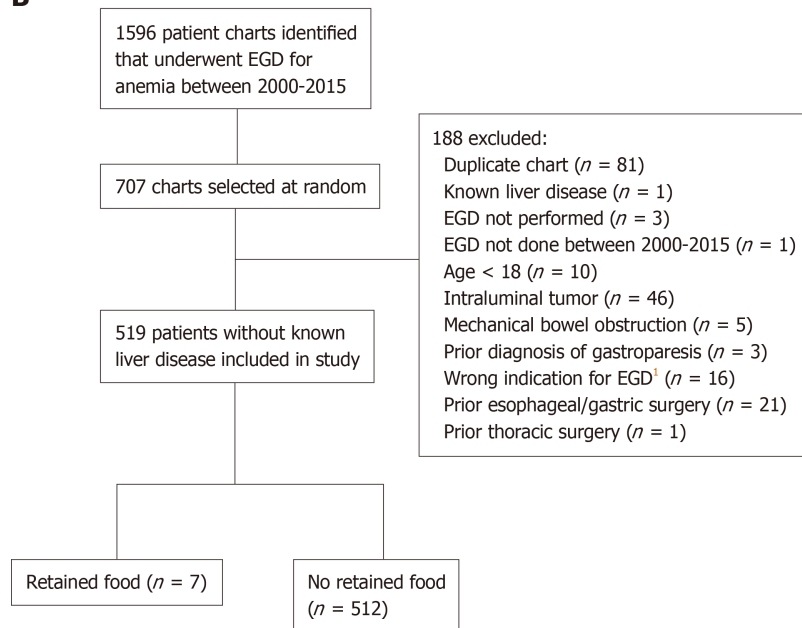 B
1596 patient charts identified
that underwent EGD for
anemia between 2000-2015
707 charts selected at random
188 excluded:
Duplicate chart (n = 81)
Known liver disease (n = 1)
EGD not performed (n = 3)
EGD not done between 2000-2015 (n = 1)
Age < 18 (n = 10)
Intraluminal tumor (n = 46)
Mechanical bowel obstruction (n = 5)
Prior diagnosis of gastroparesis (n = 3)
Wrong indication for EGD¹ (n = 16)
Prior esophageal/gastric surgery (n = 21)
Prior thoracic surgery (n = 1)
519 patients without known
liver disease included in study
Retained food (n = 7)
No retained food
(n = 512)